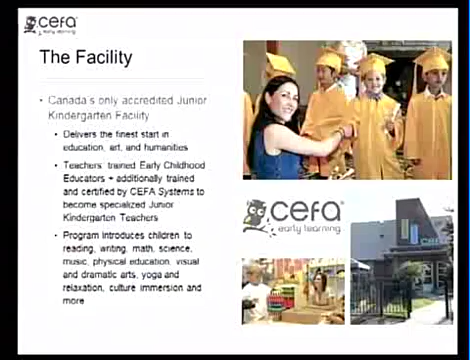 cefa
early learning
The Facility
Canada's only accredited Junior
Kindergarten Facility
Delivers the finest start in
education, art, and humanities
Teachers: trained Early Childhood
Educators + additionally trained
and certified by CEFA Systems to
become specialized Junior
Kindergarten Teachers
Program introduces children to
reading, writing, math, science,
music, physical education, visual
and dramatic arts, yoga and
relaxation, culture immersion and
more
cefa
early learning